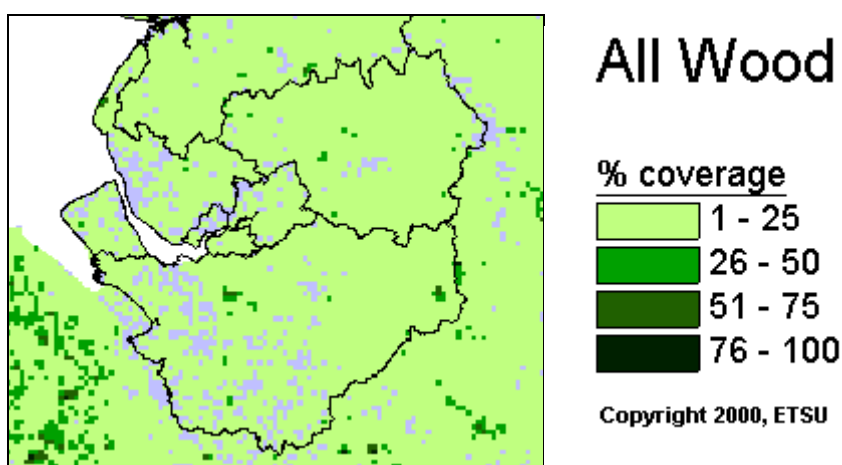 All Wood
% coverage
1 - 25
26 - 50
51 - 75
76 - 100
Copyright 2000, ETSU